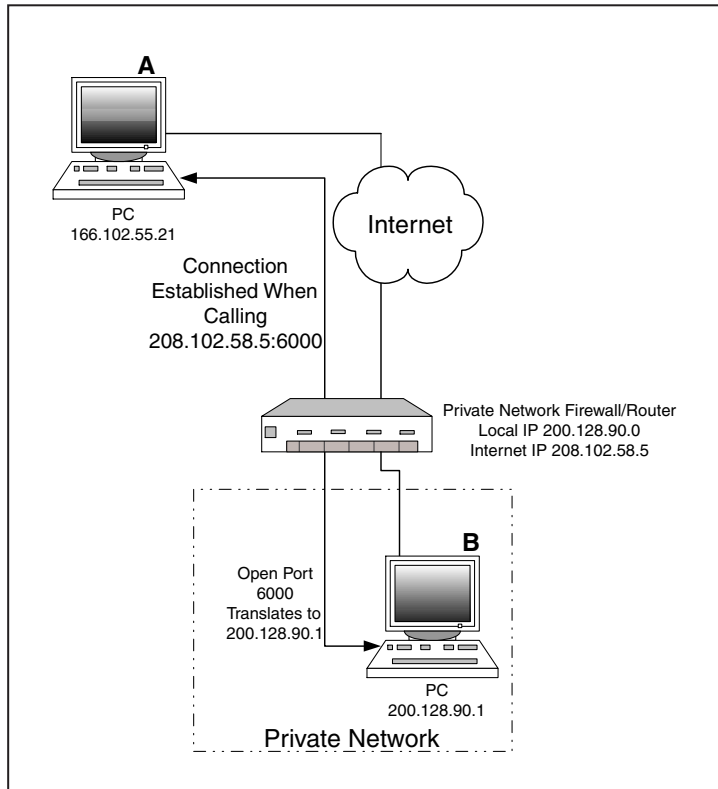 A
PC
166.102.55.21
Internet
Connection
Established When
Calling
208.102.58.5:6000
Private Network Firewall/Router
Local IP 200.128.90.0
Internet IP 208.102.58.5
B
Open Port
6000
Translates to
200.128.90.1
PC
200.128.90.1
Private Network